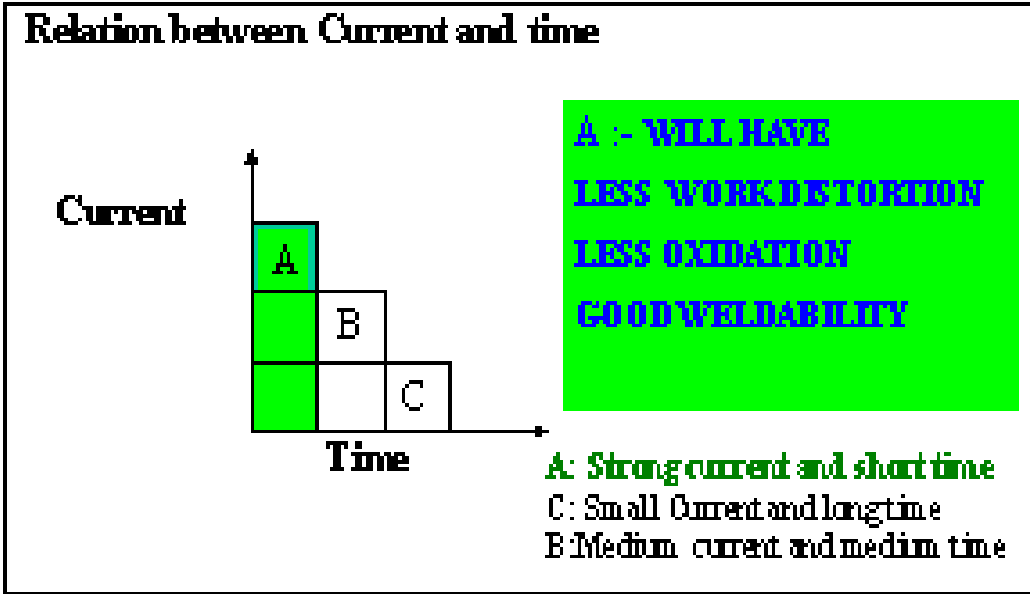 Relation between Current and time
A :- WILL HAVE
LESS WORK DISTORTION
LESS OXIDATION
GOOD WELDABILITY
Current
A
B
C
Time
A: Strong current and short time
C: Small Current and long time
B:Medium current and medium time